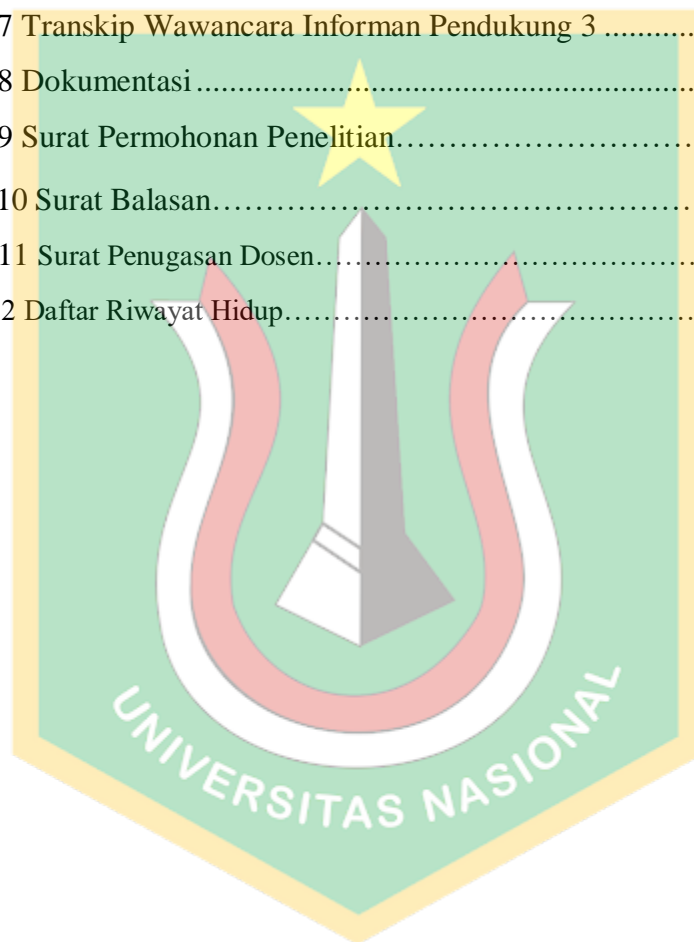 7 Transkip Wawancara Informan Pendukung 3 ............
8 Dokumentasi ..............................................................
9 Surat Permohonan Penelitian……………………………
10 Surat Balasan……………………………………………
11 Surat Penugasan Dosen…………………………………
2 Daftar Riwayat Hidup……………………………………
UNIVERSITAS NASIONAL